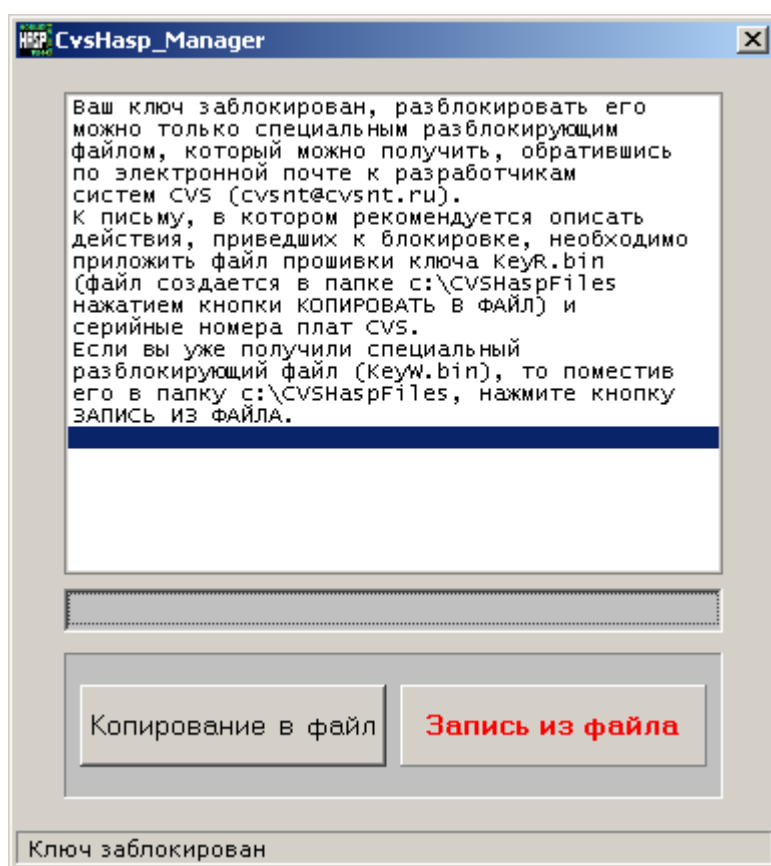 CvsHasp_Manager
Ваш ключ заблокирован, разблокировать его
можно только специальным разблокирующим
файлом, который можно получить, обратившись
по электронной почте к разработчикам
систем CVS (cvsnt@cvsnt.ru).
К письму, в котором рекомендуется описать
действия, приведших к блокировке, необходимо
приложить файл прошивки ключа KeyR.bin
(файл создается в папке c:\CVSHaspFiles
нажатием кнопки КОПИРОВАТЬ В ФАЙЛ) и
серийные номера плат CVS.
Если вы уже получили специальный
разблокирующий файл (KeyW.bin), то поместив
его в папку c:\CVSHaspFiles, нажмите кнопку
ЗАПИСЬ ИЗ ФАЙЛА.
Копирование в файл
Запись из файла
Ключ заблокирован